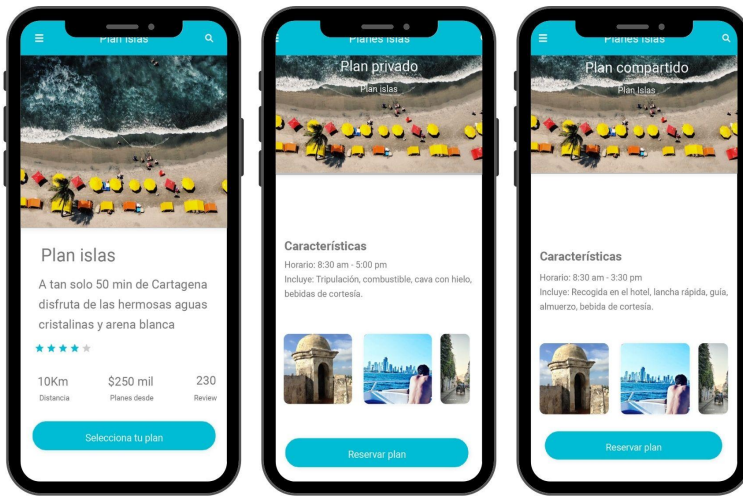 Plan islas
Plan islas
A tan solo 50 min de Cartagena
disfruta de las hermosas aguas
cristalinas y arena blanca
10Km
$250 mil
230
Distancia
Planes desde
Review
Selecciona tu plan
Planes islas
Plan privado
Plan islas
Características
Horario: 8:30 am - 5:00 pm
Incluye: Tripulación, combustible, cava con hielo,
bebidas de cortesía.
Reservar plan
Planes islas
Plan compartido
Plan Islas
Características
Horario: 8:30 am - 3:30 pm
Incluye: Recogida en el hotel, lancha rápida, guía,
almuerzo, bebida de cortesía.
Reservar plan